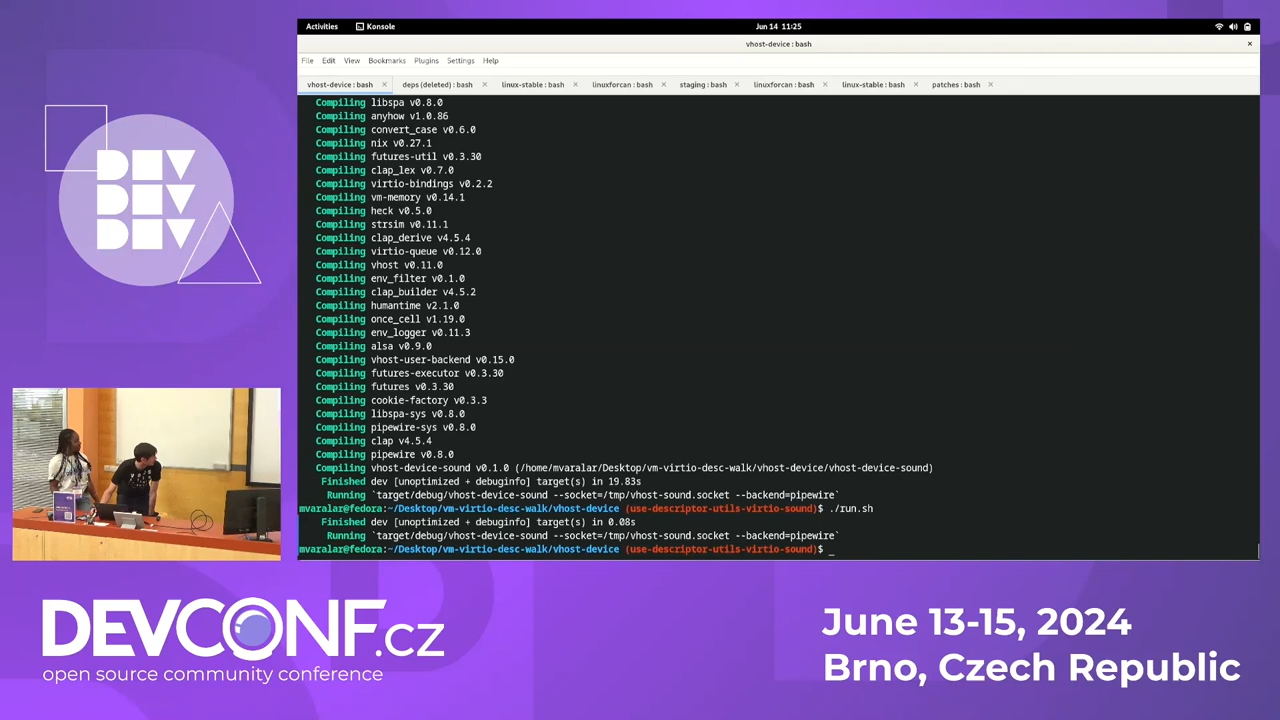 Activities
Konsole
Jun 14 11:25
vhost-device : bash
File Edit View Bookmarks Plugins Settings Help
vhost-device : bash
deps (deleted) : bash
linux-stable : bash
linuxforcan : bash
staging : bash
linuxforcan : bash
linux-stable : bash
patches : bash
Compiling libspa v0.8.0
Compiling anyhow v1.0.86
Compiling convert_case v0.6.0
Compiling nix v0.27.1
Compiling futures-util v0.3.30
Compiling clap_lex v0.7.0
Compiling virtio-bindings v0.2.2
Compiling vm-memory v0.14.1
Compiling heck v0.5.0
Compiling strsim v0.11.1
Compiling clap_derive v4.5.4
Compiling virtio-queue v0.12.0
Compiling vhost v0.11.0
Compiling env_filter v0.1.0
Compiling clap_builder v4.5.2
Compiling humantime v2.1.0
Compiling once_cell v1.19.0
Compiling env_logger v0.11.3
Compiling alsa v0.9.0
Compiling vhost-user-backend v0.15.0
Compiling futures-executor v0.3.30
Compiling futures v0.3.30
Compiling cookie-factory v0.3.3
Compiling libspa-sys v0.8.0
Compiling pipewire-sys v0.8.0
Compiling clap v4.5.4
Compiling pipewire v0.8.0
Compiling vhost-device-sound v0.1.0 (/home/mvaralar/Desktop/vm-virtio-desc-walk/vhost-device/vhost-device-sound)
Finished dev [unoptimized + debuginfo] target(s) in 19.83s
Running `target/debug/vhost-device-sound --socket=/tmp/vhost-sound.socket --backend=pipewire`
mvaralar@fedora:~/Desktop/vm-virtio-desc-walk/vhost-device (use-descriptor-utils-virtio-sound)$ ./run.sh
Finished dev [unoptimized + debuginfo] target(s) in 0.08s
Running `target/debug/vhost-device-sound --socket=/tmp/vhost-sound.socket --backend=pipewire`
mvaralar@fedora:~/Desktop/vm-virtio-desc-walk/vhost-device (use-descriptor-utils-virtio-sound)$ _
DEV
DEV
DEV
DEVCONF.cz
open source community conference
June 13-15, 2024
Brno, Czech Republic